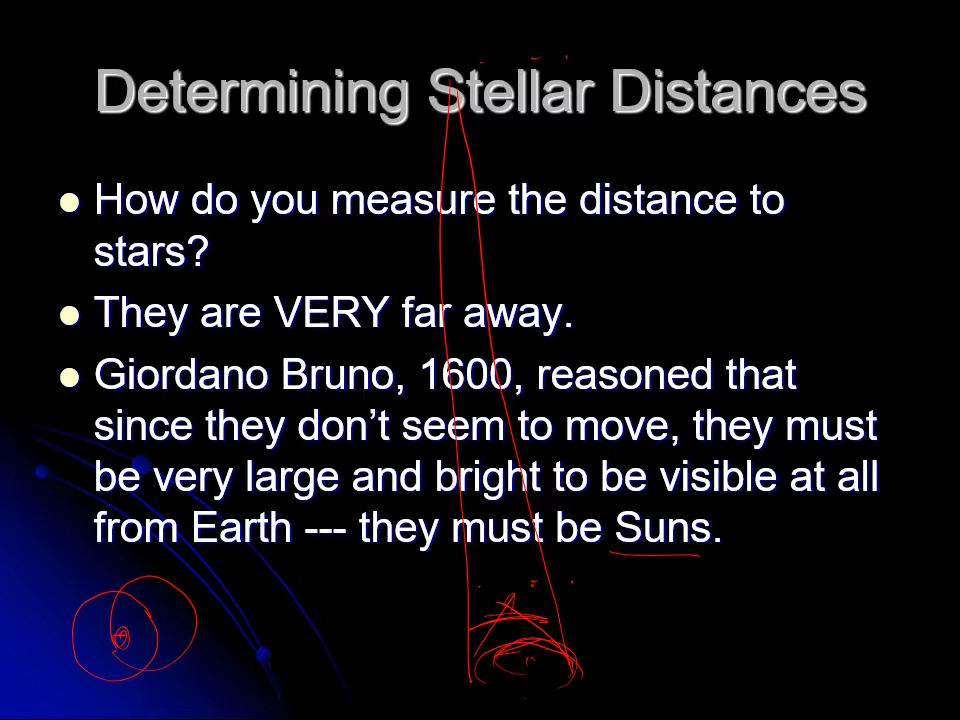 Determining Stellar Distances
How do you measure the distance to
stars?
They are VERY far away.
Giordano Bruno, 1600, reasoned that
since they don’t seem to move, they must
be very large and bright to be visible at all
from Earth --- they must be Suns.